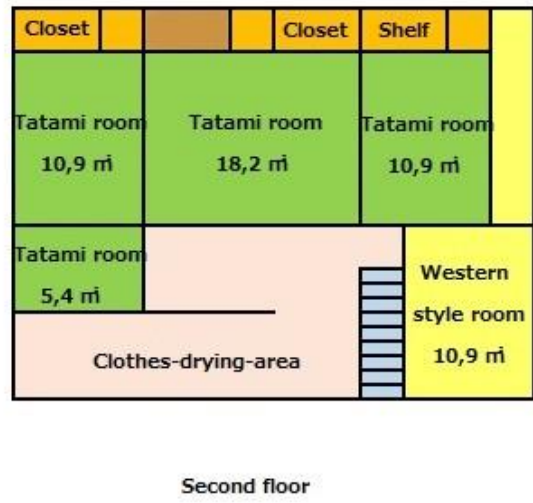 Closet
Closet
Shelf
Tatami room
10,9 ㎡
Tatami room
18,2 ㎡
Tatami room
10,9 ㎡
Tatami room
5,4 ㎡
Western
style room
10,9 ㎡
Clothes-drying-area
Second floor